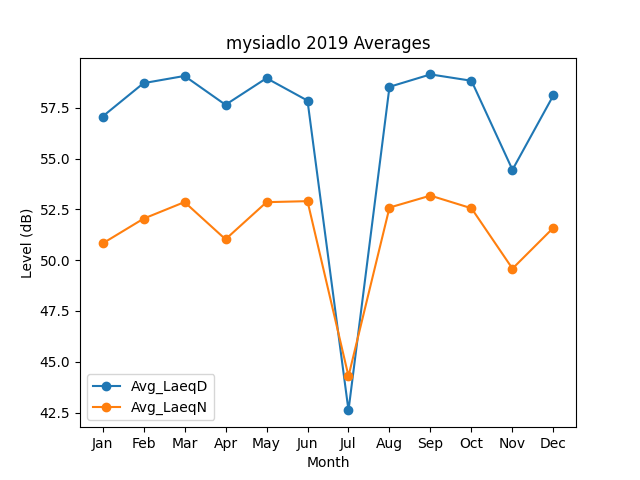 mysiadlo 2019 Averages
Level (dB)
57.5
55.0
52.5
50.0
47.5
45.0
42.5
Avg_LaeqD
Avg_LaeqN
Jan Feb Mar Apr May Jun Jul Aug Sep Oct Nov Dec
Month